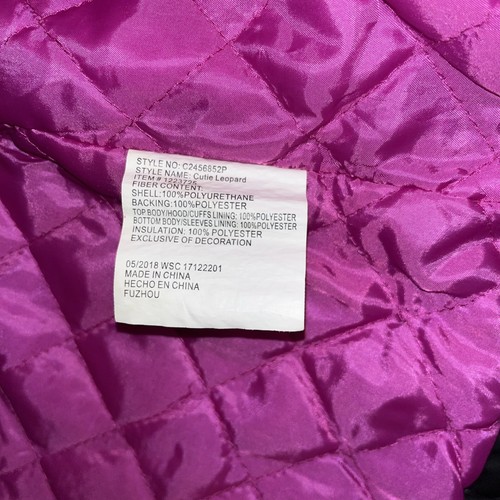 STYLE NO: C2456852P
STYLE NAME: Cutie Leopard
ITEM # 1223726
FIBER CONTENT:
SHELL:100%POLYURETHANE
BACKING:100%POLYESTER
TOP BODY/HOOD/CUFFS LINING: 100%POLYESTER
BOTTOM BODY/SLEEVES LINING: 100%POLYESTER
INSULATION: 100% POLYESTER
EXCLUSIVE OF DECORATION
05/2018 WSC 17122201
MADE IN CHINA
HECHO EN CHINA
FUZHOU